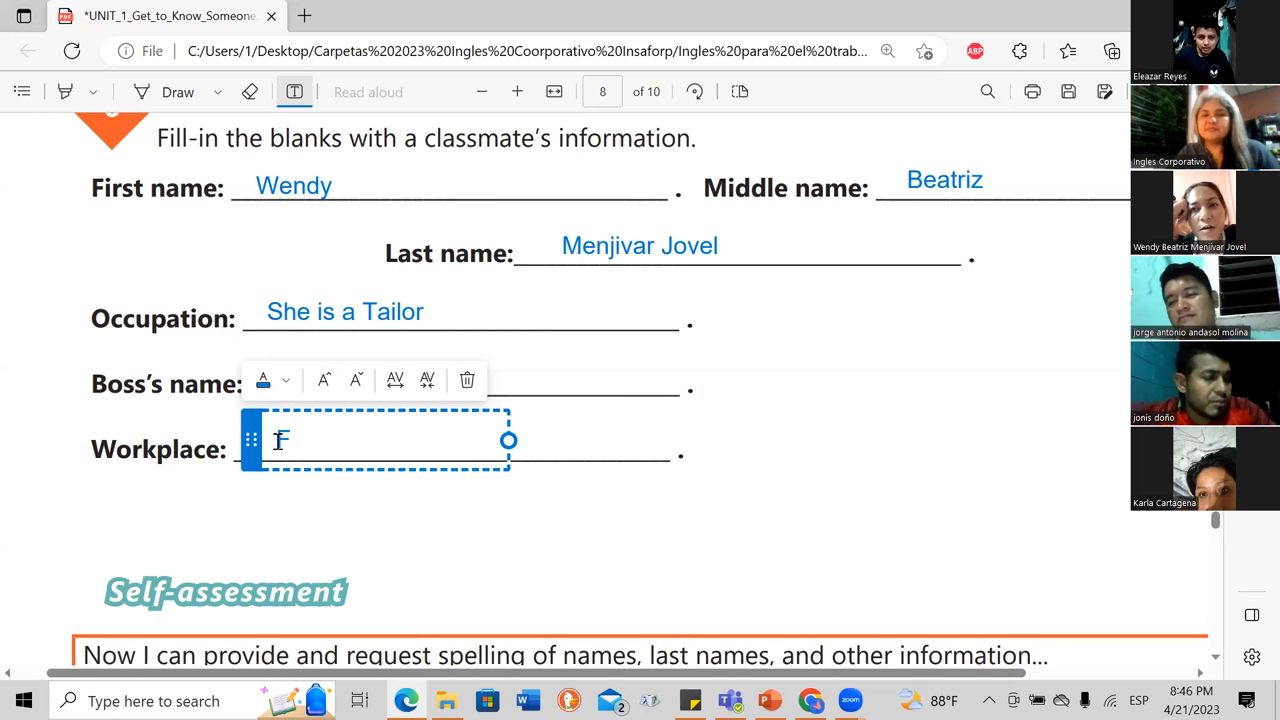 *UNIT_1_Get_to_Know_Someone
File
C:/Users/1/Desktop/Carpetas%202023%20Ingles%20Coorporativo%20Insaforp/Ingles%20para%20el%20trab...
ABP
Draw
Read aloud
8
of 10
Fill-in the blanks with a classmate's information.
First name: Wendy . Middle name: Beatriz
Last name: Menjivar Jovel .
Occupation: She is a Tailor .
Boss's name: .
Workplace: F .
Self-assessment
Now I can provide and request spelling of names, last names, and other information...
Eleazar Reyes
Ingles Corporativo
Wendy Beatriz Menjivar Jovel
jorge antonio andasol molina
jonis doño
Karla Cartagena
Type here to search
2
zoom
88°F
ESP
8:46 PM
4/21/2023